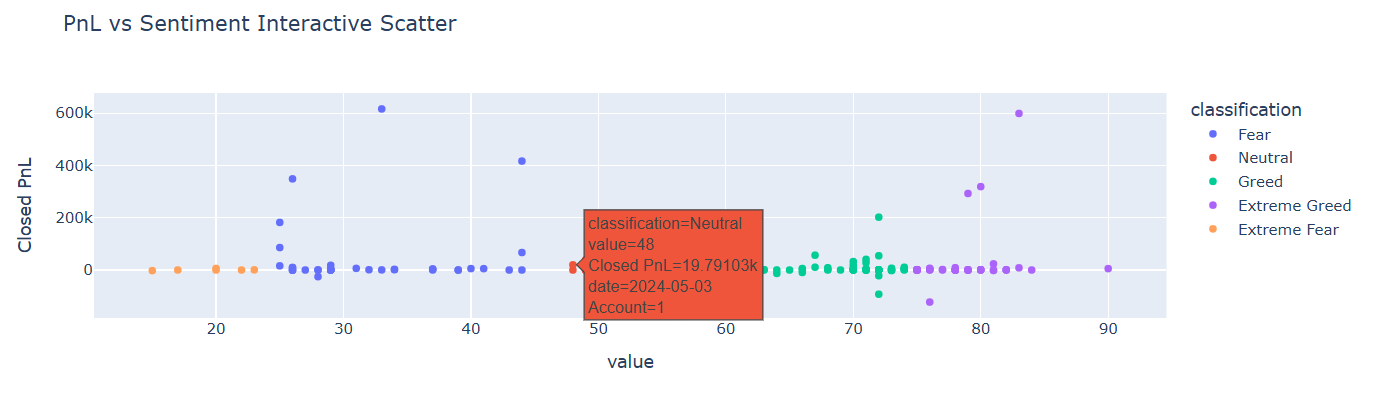 PnL vs Sentiment Interactive Scatter
classification
Fear
Neutral
Greed
Extreme Greed
Extreme Fear
Closed PnL
600k
400k
200k
0
classification=Neutral
value=48
Closed PnL=19.79103k
date=2024-05-03
Account=1
20 30 40 50 60 70 80 90
value